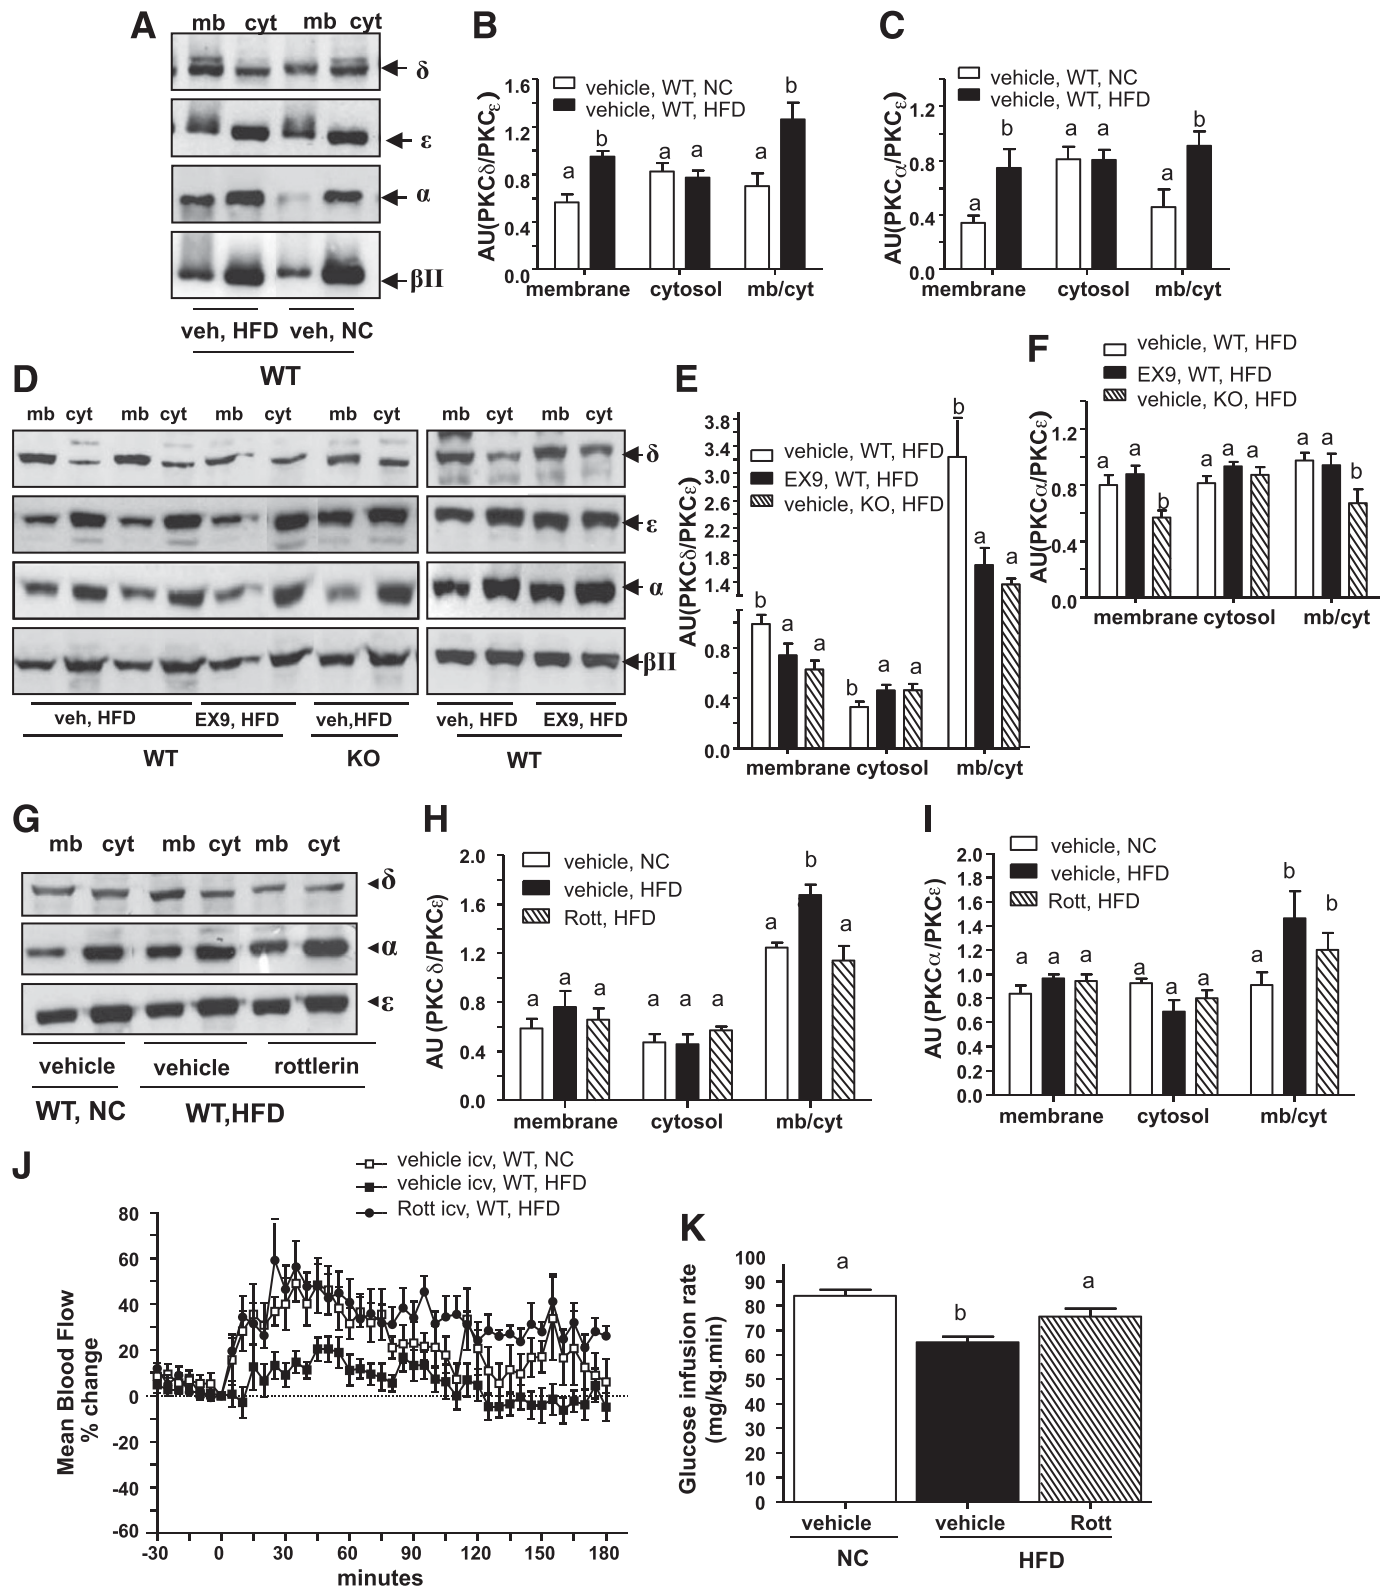 A
mb cyt mb cyt
δ
ε
α
βII
veh, HFD veh, NC
WT
B
AU(PKCδ/PKCε)
vehicle, WT, NC
vehicle, WT, HFD
1.6
1.2
0.8
0.4
0.0
a b a a a b
membrane cytosol mb/cyt
C
AU(PKCα/PKCε)
vehicle, WT, NC
vehicle, WT, HFD
1.2
0.8
0.4
0.0
a b a a a b
membrane cytosol mb/cyt
D
mb cyt mb cyt mb cyt mb cyt mb cyt mb cyt
δ
ε
α
βII
veh, HFD EX9, HFD veh,HFD veh, HFD EX9, HFD
WT KO WT
E
AU(PKCδ/PKCε)
vehicle, WT, HFD
EX9, WT, HFD
vehicle, KO, HFD
3.8
3.4
3.0
2.6
2.2
1.8
1.4
0.8
0.4
0.0
b a a b a a b a a
membrane cytosol mb/cyt
F
vehicle, WT, HFD
EX9, WT, HFD
vehicle, KO, HFD
AU(PKCα/PKCε)
1.2
0.8
0.4
0.0
a a b a a a a a b
membrane cytosol mb/cyt
G
mb cyt mb cyt mb cyt
δ
α
ε
vehicle vehicle rottlerin
WT, NC WT,HFD
H
AU (PKC δ/PKCε)
vehicle, NC
vehicle, HFD
Rott, HFD
2.0
1.6
1.2
0.8
0.4
0.0
a a a a a a a b a
membrane cytosol mb/cyt
I
AU (PKCα/PKCε)
vehicle, NC
vehicle, HFD
Rott, HFD
2.0
1.8
1.6
1.4
1.2
1.0
0.8
0.6
0.4
0.2
0.0
a a a a a a a b b
membrane cytosol mb/cyt
J
vehicle icv, WT, NC
vehicle icv, WT, HFD
Rott icv, WT, HFD
Mean Blood Flow
% change
80
60
40
20
0
-20
-40
-60
-30 0 30 60 90 120 150 180
minutes
K
Glucose infusion rate
(mg/kg.min)
100
90
80
70
60
50
40
30
20
10
0
a b a
vehicle vehicle Rott
NC HFD